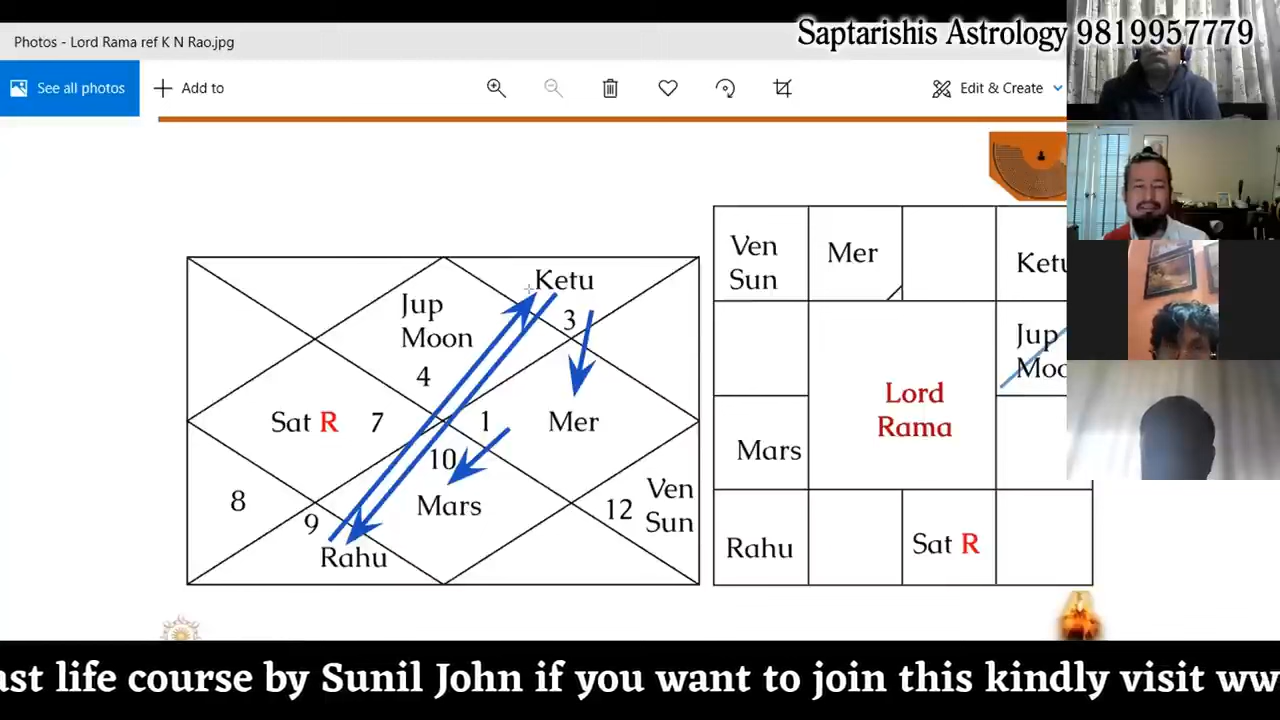 Saptarishis Astrology 9819957779
Photos - Lord Rama ref K N Rao.jpg
See all photos
Add to
Edit & Create
Ketu
Jup
Moon
3
4
Sat R 7
1
Mer
10
Mars
8
9
Rahu
12
Ven
Sun
Ven
Sun
Mer
Ketu
Jup
Lord
Rama
Mars
Rahu
Sat R
ast life course by Sunil John if you want to join this kindly visit ww